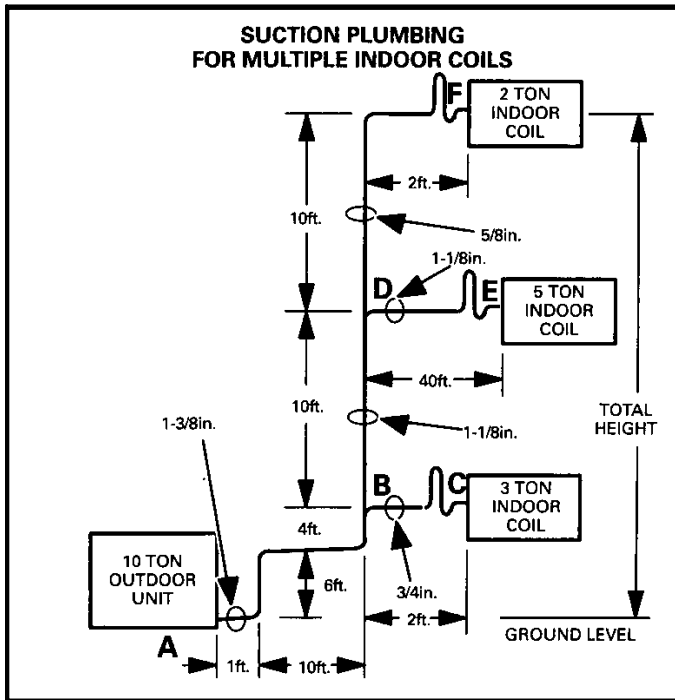 SUCTION PLUMBING
FOR MULTIPLE INDOOR COILS
F
2 TON
INDOOR
COIL
2ft.
10ft.
5/8in.
1-1/8in.
D
E
5 TON
INDOOR
COIL
40ft.
10ft.
TOTAL
HEIGHT
1-3/8in.
1-1/8in.
B
C
3 TON
INDOOR
COIL
4ft.
10 TON
OUTDOOR
UNIT
6ft.
3/4in.
2ft.
GROUND LEVEL
A
1ft.
10ft.